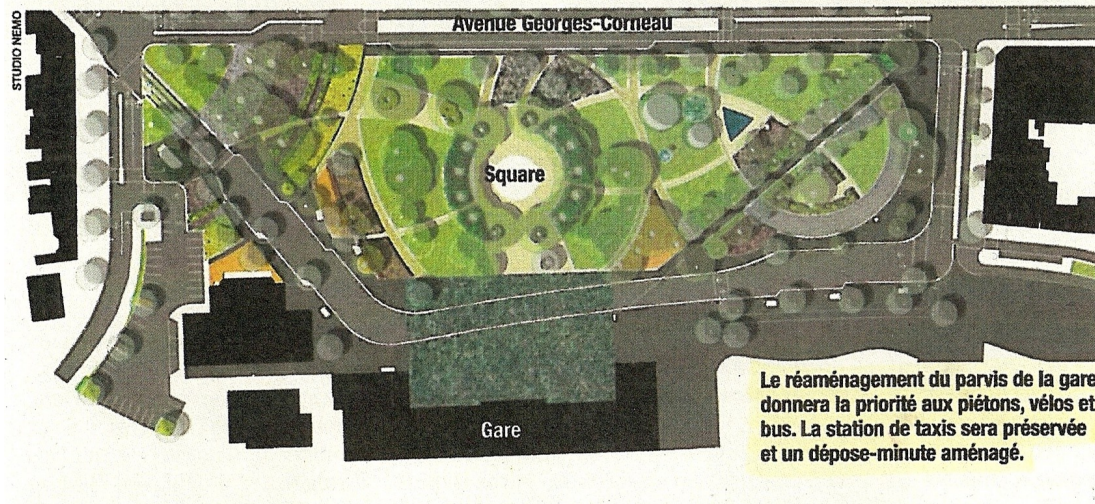 STUDIO NEMO
Avenue Georges-Corneau
Square
Gare
Le réaménagement du parvis de la gare
donnera la priorité aux piétons, vélos et
bus. La station de taxis sera préservée
et un dépose-minute aménagé.